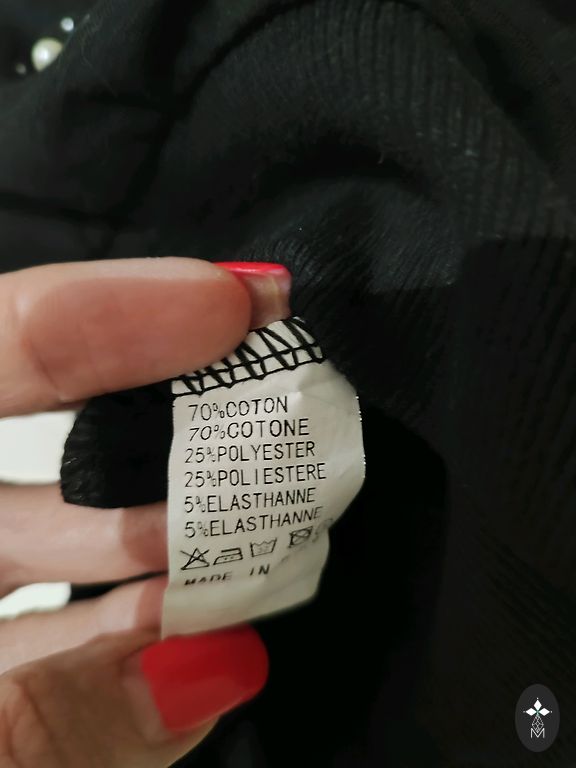 70%COTON
70%COTONE
25%POLYESTER
25%POLIESTERE
5%ELASTHANNE
5%ELASTHANNE
MADE IN